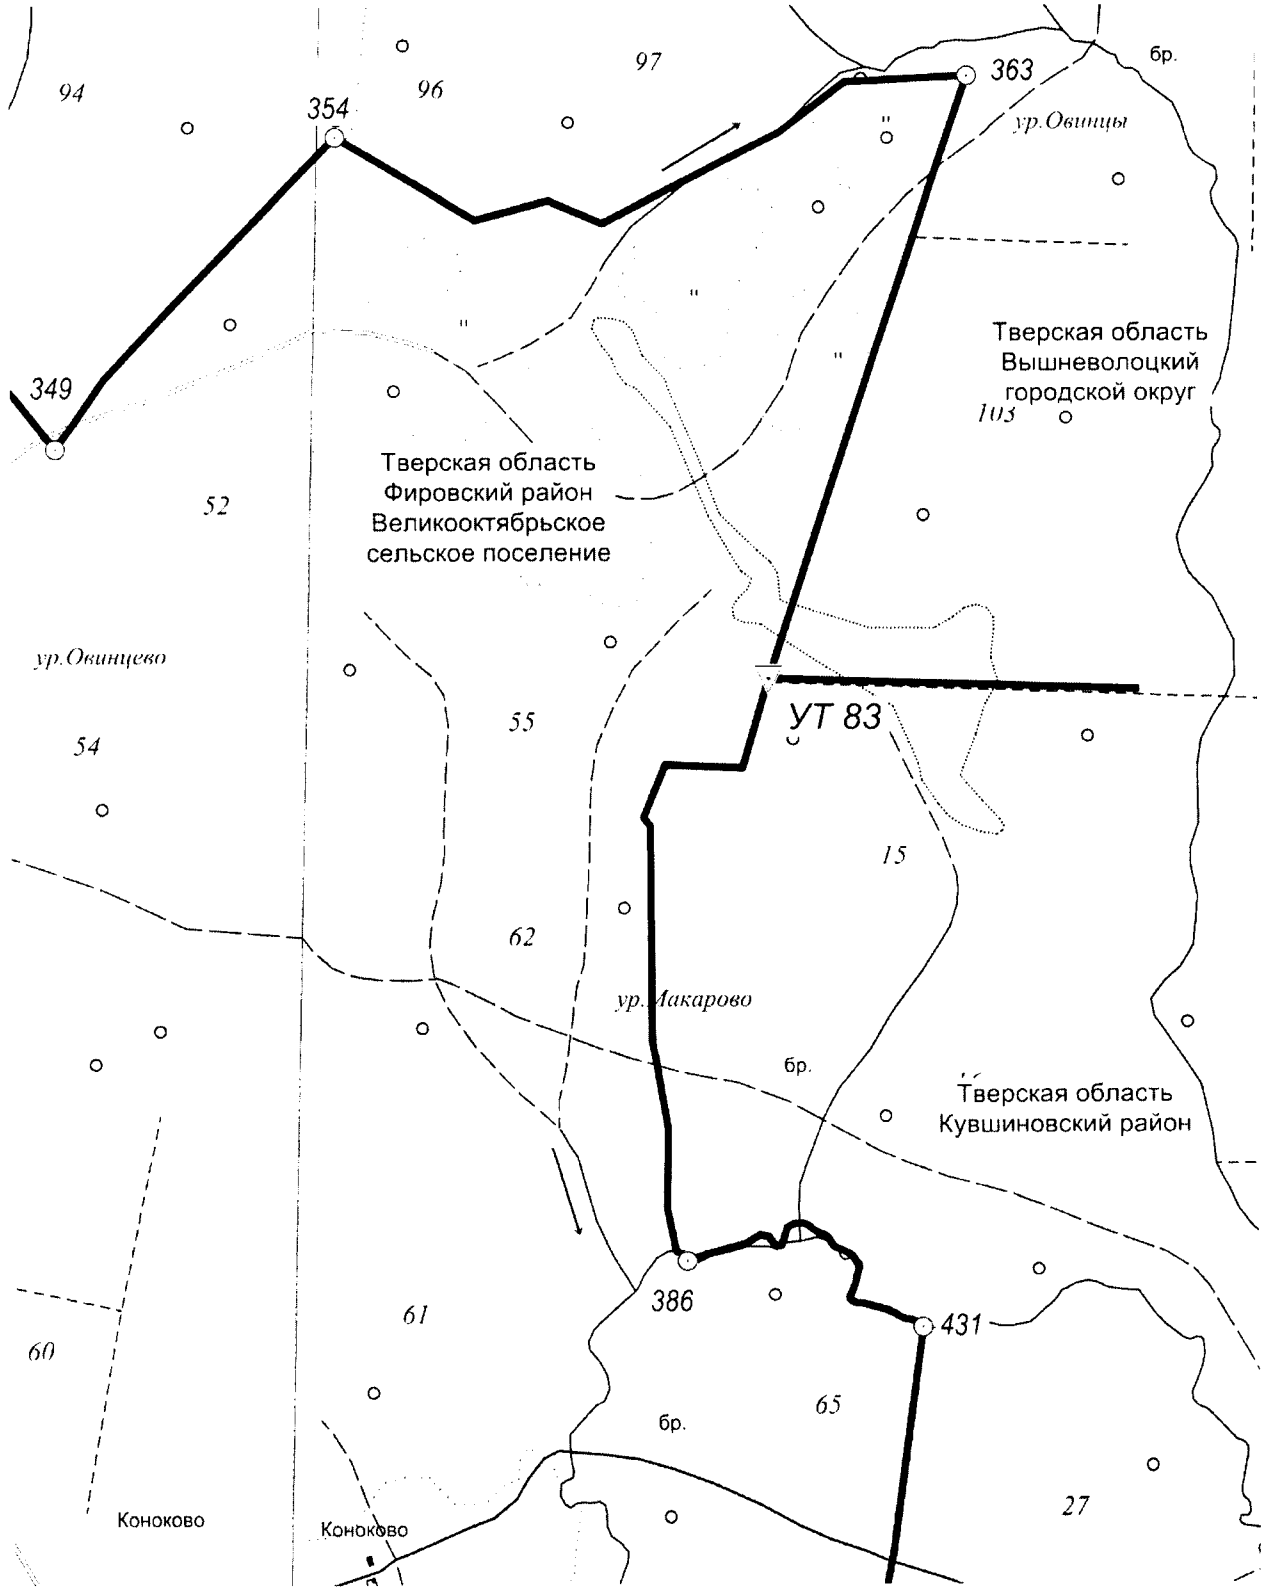 97
бр.
363
94
96
354
ур.Овинцы
Тверская область
Вышневолоцкий
городской округ
103
349
Тверская область
Фировский район
Великооктябрьское
сельское поселение
52
ур.Овинцево
УТ 83
55
54
15
62
ур.Макарово
бр.
Тверская область
Кувшиновский район
386
61
431
60
65
бр.
27
Коноково
Коноково